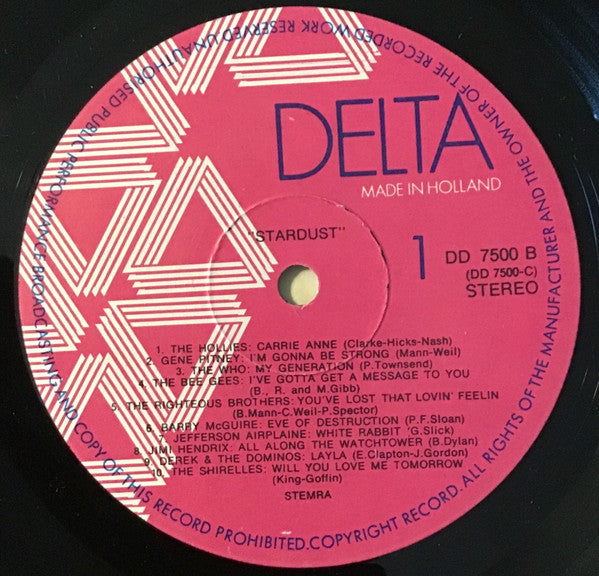 DELTA
MADE IN HOLLAND
"STARDUST"
1
DD 7500 B
(DD 7500-C)
STEREO
1. THE HOLLIES: CARRIE ANNE (Clarke-Hicks-Nash)
2. GENE PITNEY: I'M GONNA BE STRONG (Mann-Weil)
3. THE WHO: MY GENERATION (P.Townsend)
4. THE BEE GEES: I'VE GOTTA GET A MESSAGE TO YOU
(B., R. and M.Gibb)
5. THE RIGHTEOUS BROTHERS: YOU'VE LOST THAT LOVIN' FEELIN
(B.Mann-C.Weil-P.Spector)
6. BARRY McGUIRE: EVE OF DESTRUCTION (P.F.Sloan)
7. JEFFERSON AIRPLAINE: WHITE RABBIT 'G.Slick)
8. JIMI HENDRIX: ALL ALONG THE WATCHTOWER (B.Dylan)
9. DEREK & THE DOMINOS: LAYLA (E.Clapton-J.Gordon)
10. THE SHIRELLES: WILL YOU LOVE ME TOMORROW
(King-Goffin)
STEMRA
ALL RIGHTS OF THE MANUFACTURER AND THE OWNER OF THE RECORDED WORK RESERVED UNAUTHORISED PUBLIC PERFORMANCE BROADCASTING AND COPY OF THIS RECORD PROHIBITED. COPYRIGHT RECORD.